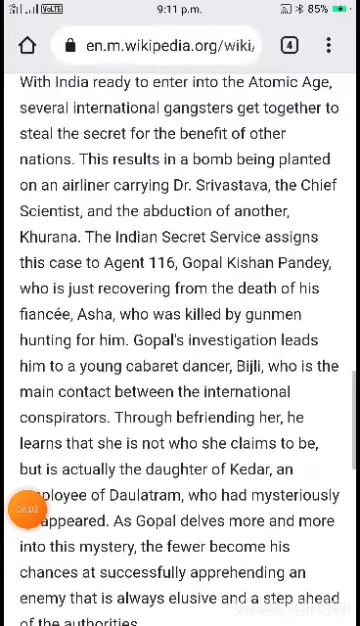 VoLTE 9:11 p.m. 85%
en.m.wikipedia.org/wiki/ 4
With India ready to enter into the Atomic Age,
several international gangsters get together to
steal the secret for the benefit of other
nations. This results in a bomb being planted
on an airliner carrying Dr. Srivastava, the Chief
Scientist, and the abduction of another,
Khurana. The Indian Secret Service assigns
this case to Agent 116, Gopal Kishan Pandey,
who is just recovering from the death of his
fiancée, Asha, who was killed by gunmen
hunting for him. Gopal's investigation leads
him to a young cabaret dancer, Bijli, who is the
main contact between the international
conspirators. Through befriending her, he
learns that she is not who she claims to be,
but is actually the daughter of Kedar, an
ployee of Daulatram, who had mysteriously
appeared. As Gopal delves more and more
into this mystery, the fewer become his
chances at successfully apprehending an
enemy that is always elusive and a step ahead
of the authorities